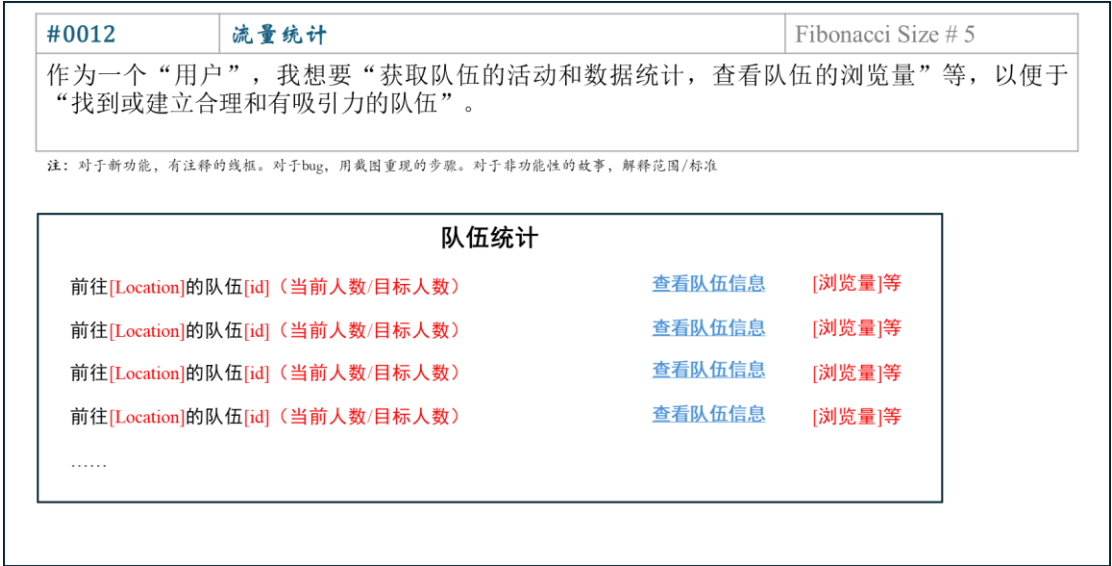 #0012 流量统计 Fibonacci Size # 5
作为一个“用户”，我想要“获取队伍的活动和数据统计，查看队伍的浏览量”等，以便于
“找到或建立合理和有吸引力的队伍”。
注：对于新功能，有注释的线框。对于bug，用截图重现的步骤。对于非功能性的故事，解释范围/标准
队伍统计
前往[Location]的队伍[id]（当前人数/目标人数） 查看队伍信息 [浏览量]等
前往[Location]的队伍[id]（当前人数/目标人数） 查看队伍信息 [浏览量]等
前往[Location]的队伍[id]（当前人数/目标人数） 查看队伍信息 [浏览量]等
前往[Location]的队伍[id]（当前人数/目标人数） 查看队伍信息 [浏览量]等
……